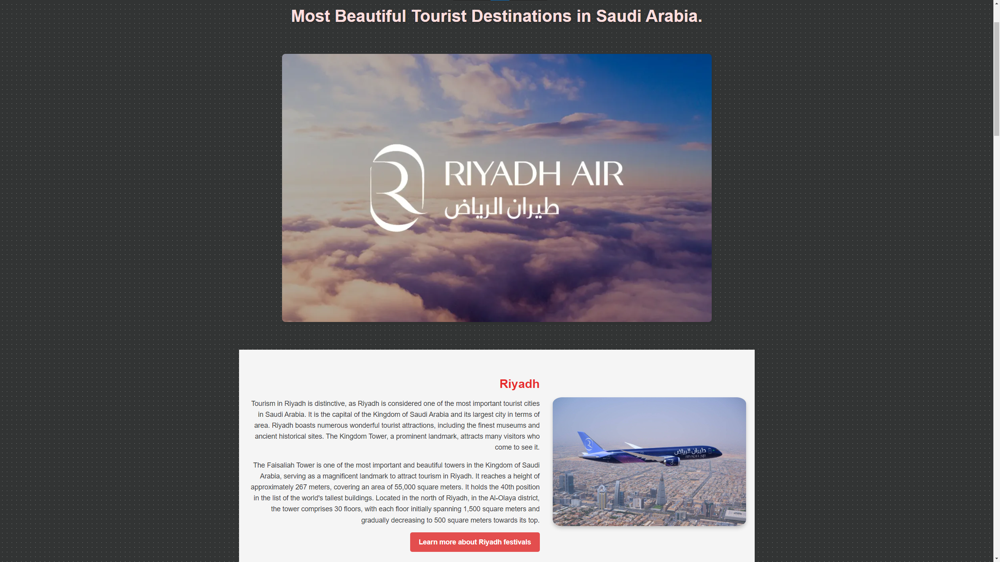 Most Beautiful Tourist Destinations in Saudi Arabia.
RIYADH AIR
طيران الرياض
Riyadh
Tourism in Riyadh is distinctive, as Riyadh is considered one of the most important tourist cities
in Saudi Arabia. It is the capital of the Kingdom of Saudi Arabia and its largest city in terms of
area. Riyadh boasts numerous wonderful tourist attractions, including the finest museums and
ancient historical sites. The Kingdom Tower, a prominent landmark, attracts many visitors who
come to see it.
The Faisaliah Tower is one of the most important and beautiful towers in the Kingdom of Saudi
Arabia, serving as a magnificent landmark to attract tourism in Riyadh. It reaches a height of
approximately 267 meters, covering an area of 55,000 square meters. It holds the 40th position
in the list of the world's tallest buildings. Located in the north of Riyadh, in the Al-Olaya district,
the tower comprises 30 floors, with each floor initially spanning 1,500 square meters and
gradually decreasing to 500 square meters towards its top.
طيران الرياض
RIYADH AIR
Learn more about Riyadh festivals